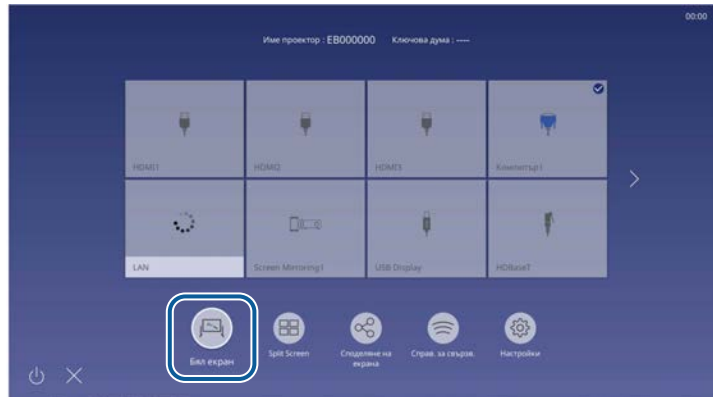 00:00
Име проектор : EB000000 Ключова дума : ----
HDMI1 HDMI2 HDMI3 Компютър1
LAN Screen Mirroring1 USB Display HDBaseT
Бял екран Split Screen Споделяне на екрана Справ. за свързв. Настройки